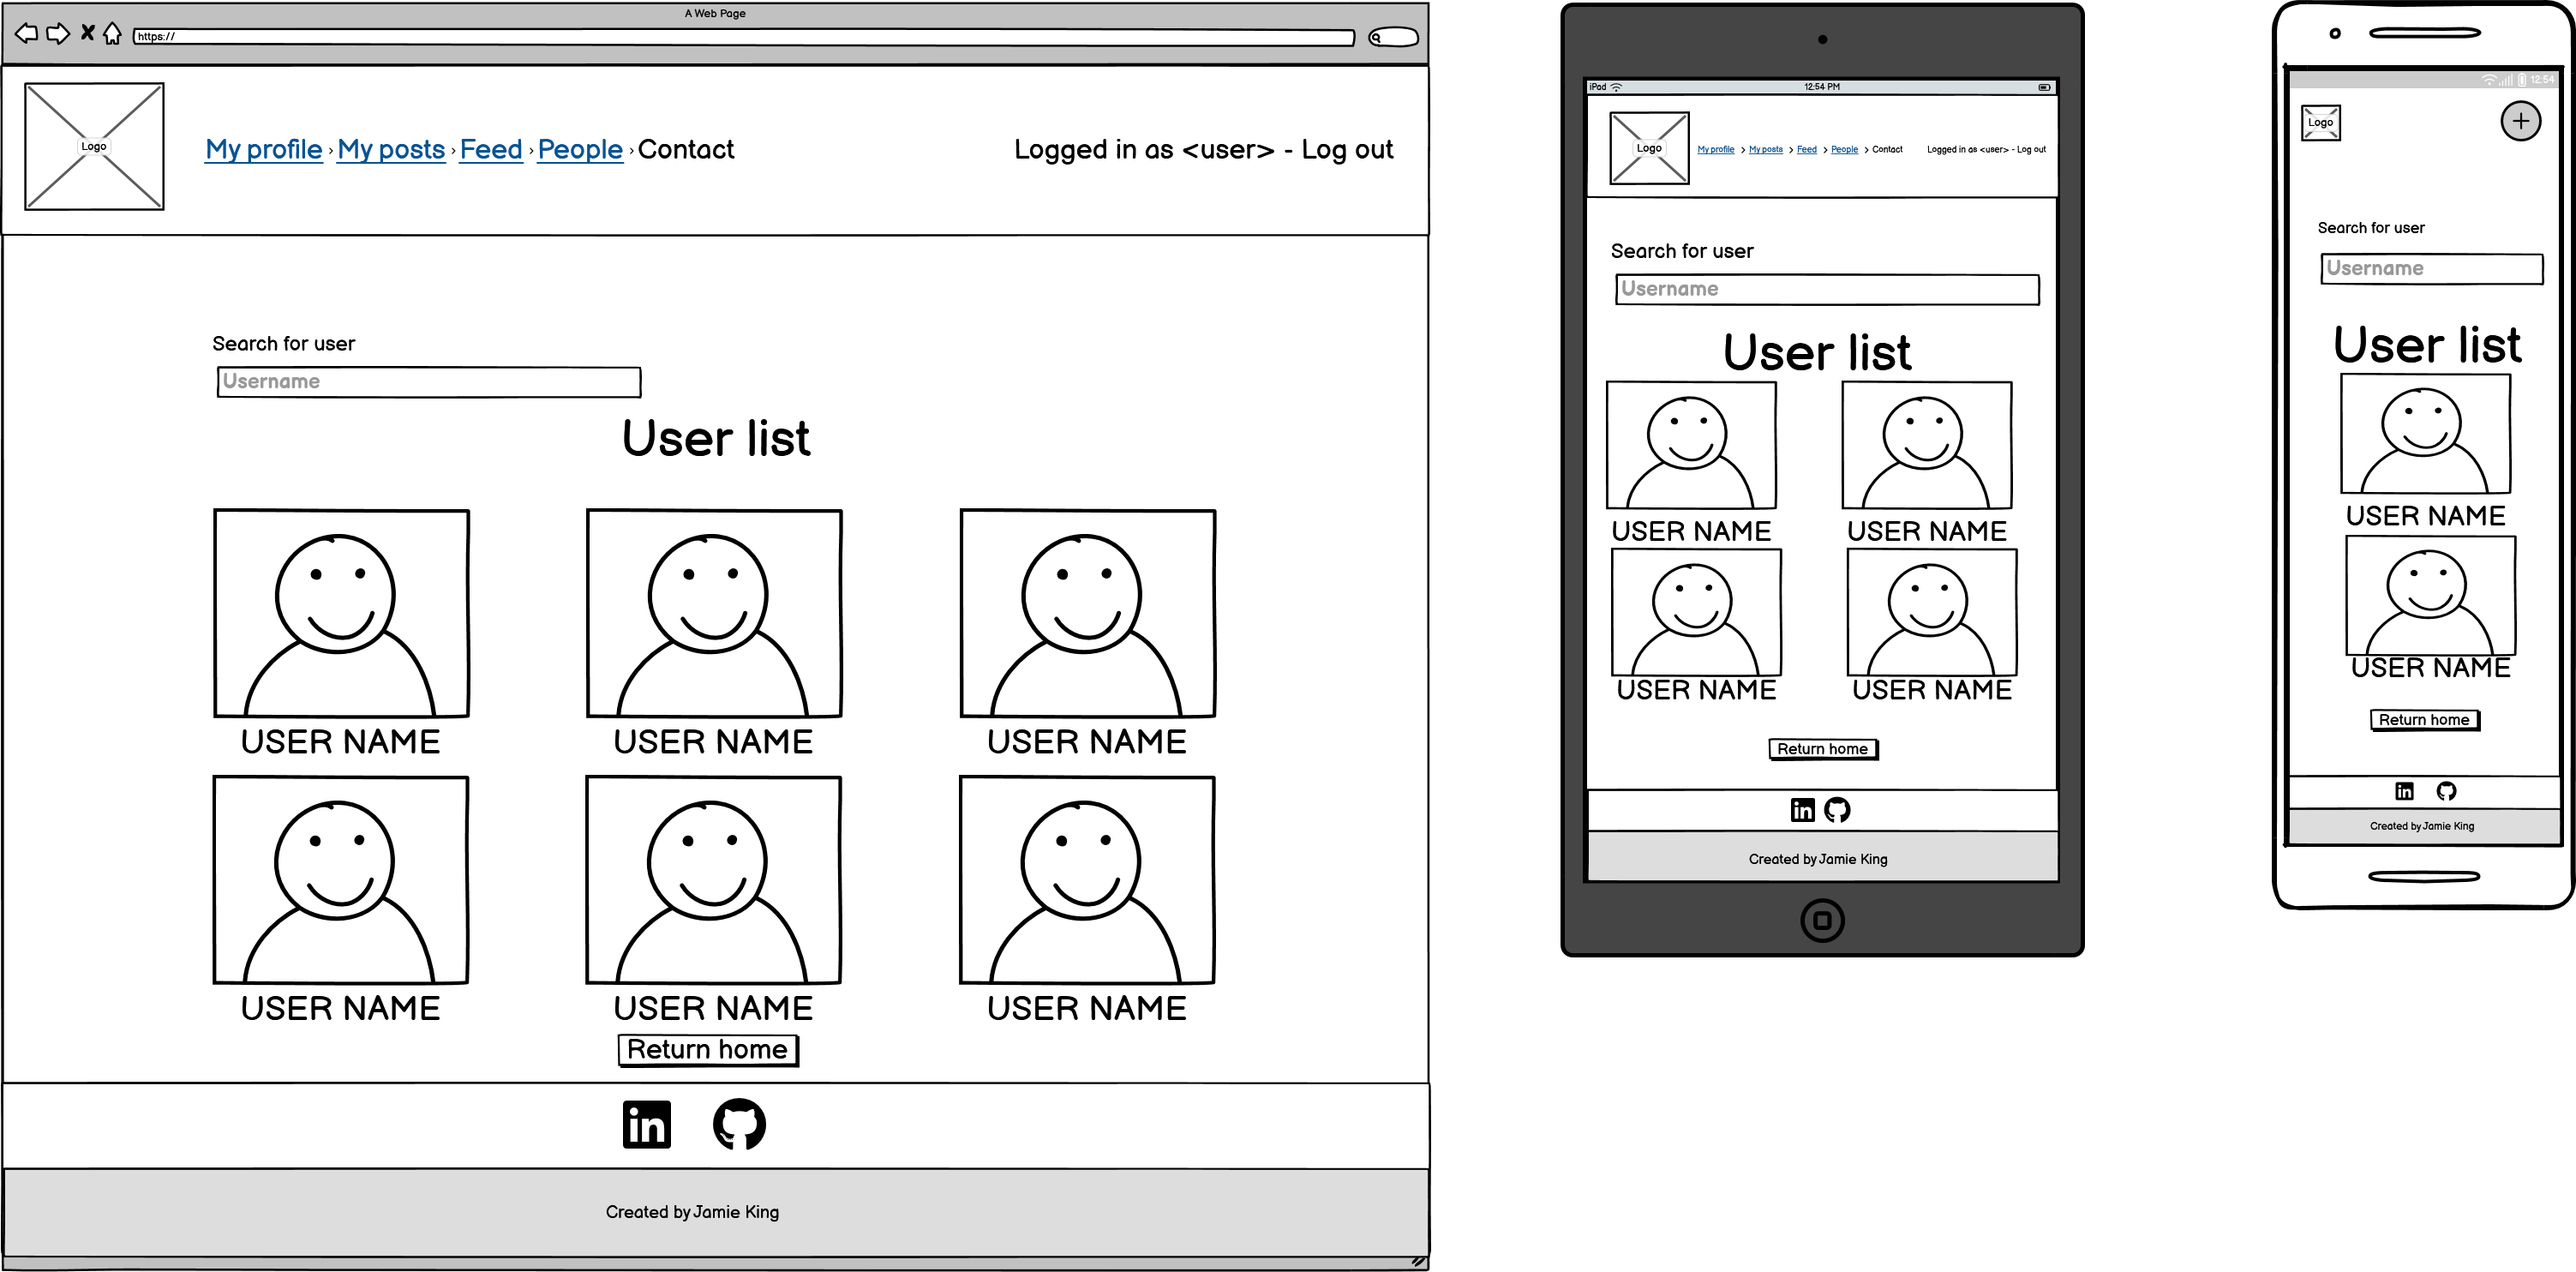 A Web Page
https://
Logo
My profile › My posts › Feed › People › Contact
Logged in as <user> - Log out
Search for user
Username
User list
USER NAME USER NAME USER NAME
USER NAME USER NAME USER NAME
Return home
in
Created by Jamie King
iPad 12:54 PM
Logo
My profile > My posts > Feed > People > Contact
Logged in as <user> - Log out
Search for user
Username
User list
USER NAME USER NAME
USER NAME USER NAME
Return home
in
Created by Jamie King
12:54
Logo
Search for user
Username
User list
USER NAME
USER NAME
Return home
in
Created by Jamie King